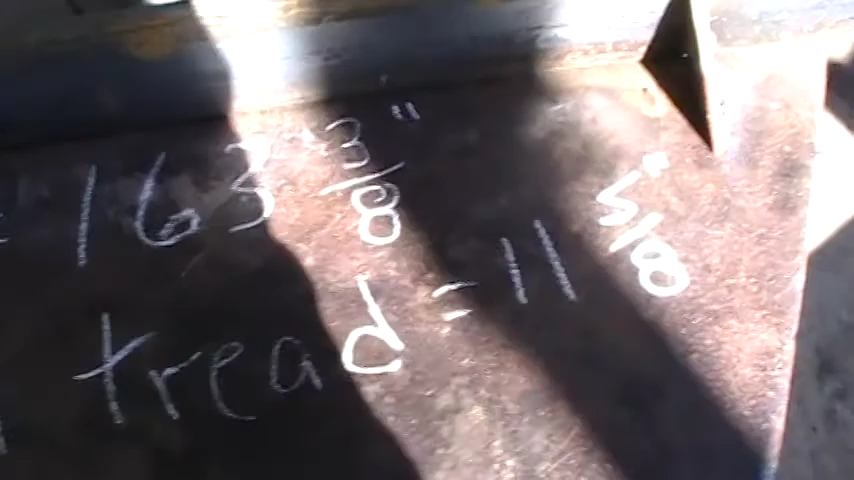 = 163 3/8"
tread = 11 5/8"